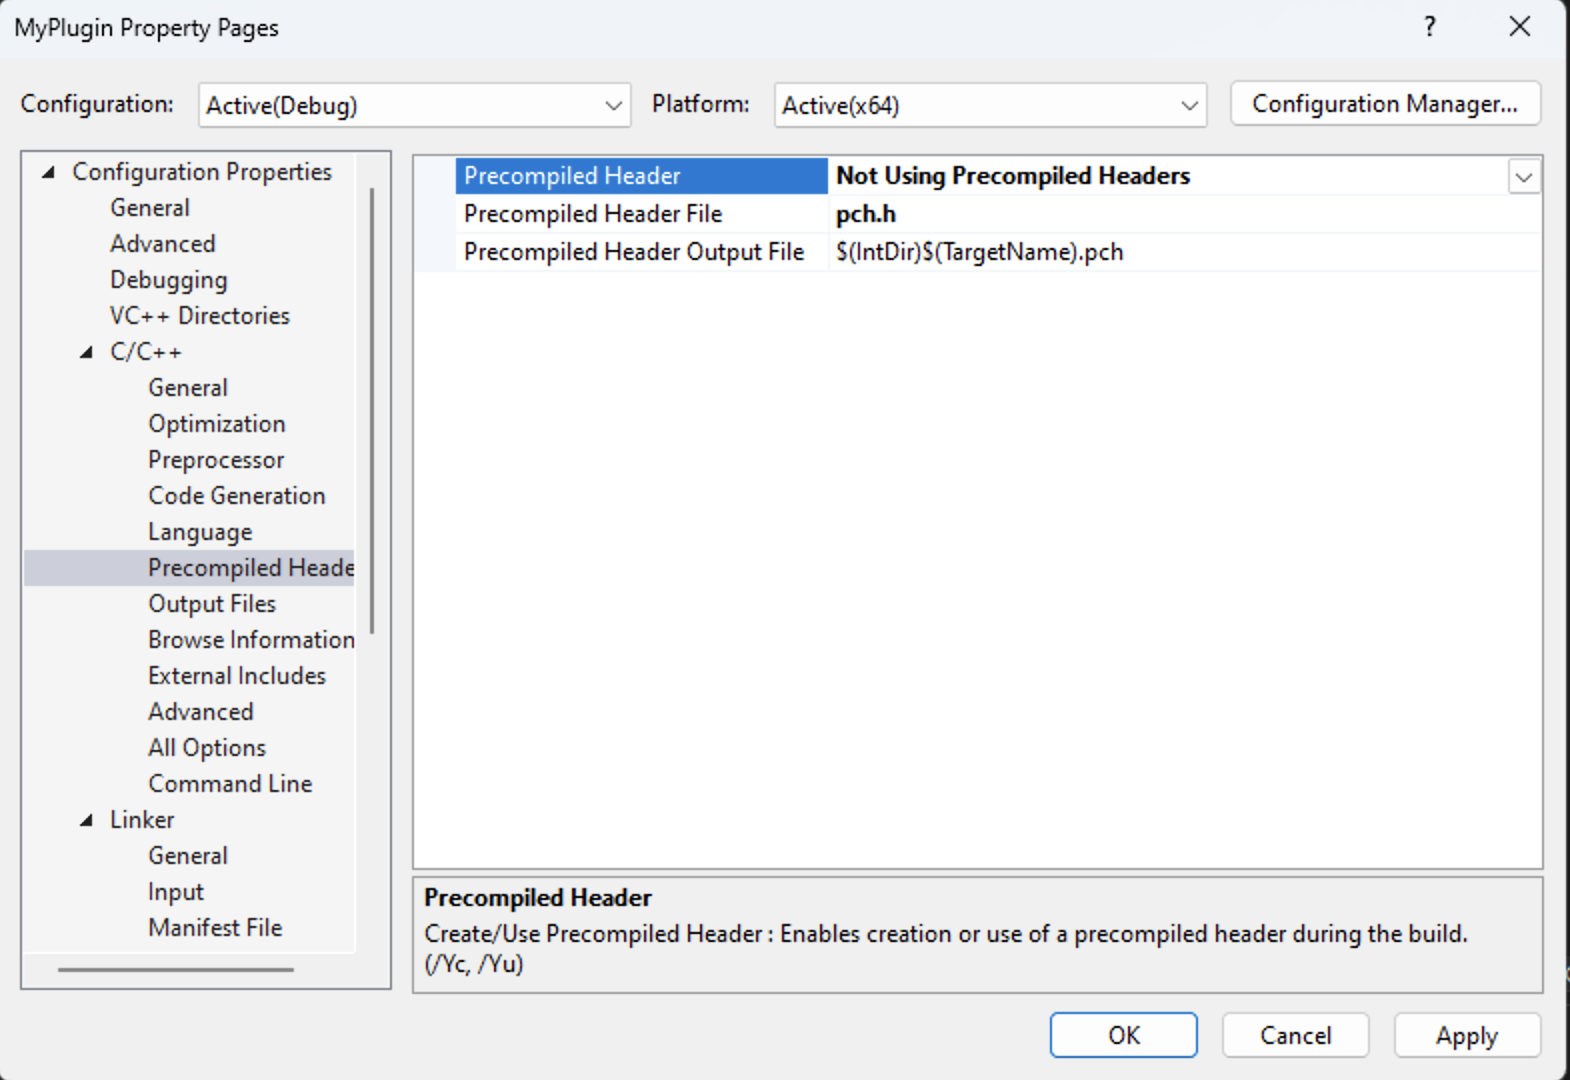 MyPlugin Property Pages
?
Configuration: Active(Debug) Platform: Active(x64) Configuration Manager...
Configuration Properties
General
Advanced
Debugging
VC++ Directories
C/C++
General
Optimization
Preprocessor
Code Generation
Language
Precompiled Heade
Output Files
Browse Information
External Includes
Advanced
All Options
Command Line
Linker
General
Input
Manifest File
Precompiled Header Not Using Precompiled Headers
Precompiled Header File pch.h
Precompiled Header Output File $(IntDir)$(TargetName).pch
Precompiled Header
Create/Use Precompiled Header : Enables creation or use of a precompiled header during the build.
(/Yc, /Yu)
OK Cancel Apply